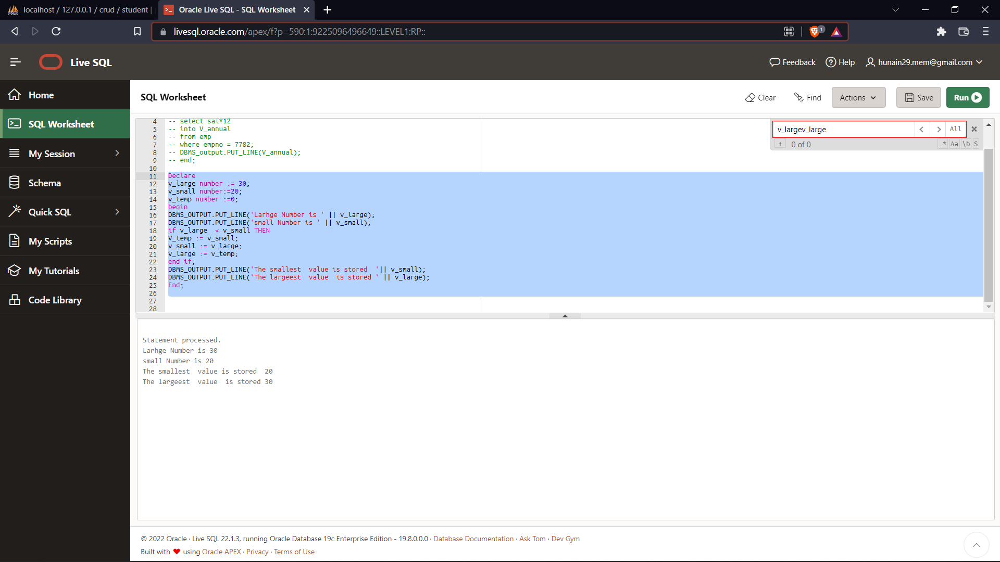 localhost / 127.0.0.1 / crud / student |
Oracle Live SQL - SQL Worksheet
livesql.oracle.com/apex/f?p=590:1:9225096496649::LEVEL1:RP::
1
Live SQL
Feedback
Help
hunain29.mem@gmail.com
Home
SQL Worksheet
My Session
Schema
Quick SQL
My Scripts
My Tutorials
Code Library
SQL Worksheet
Clear
Find
Actions
Save
Run
v_largev_large
All
+ 0 of 0
.* Aa \b S
4 -- select sal*12
5 -- into V_annual
6 -- from emp
7 -- where empno = 7782;
8 -- DBMS_output.PUT_LINE(V_annual);
9 -- end;
10
11 Declare
12 v_large number := 30;
13 v_small number:=20;
14 v_temp number :=0;
15 begin
16 DBMS_OUTPUT.PUT_LINE('Larhge Number is ' || v_large);
17 DBMS_OUTPUT.PUT_LINE('small Number is ' || v_small);
18 if v_large  < v_small THEN
19 V_temp := v_small;
20 v_small := v_large;
21 v_large := v_temp;
22 end if;
23 DBMS_OUTPUT.PUT_LINE('The smallest  value is stored  '|| v_small);
24 DBMS_OUTPUT.PUT_LINE('The largeest  value  is stored ' || v_large);
25 End;
26
27
28
Statement processed.
Larhge Number is 30
small Number is 20
The smallest  value is stored  20
The largeest  value  is stored 30
© 2022 Oracle · Live SQL 22.1.3, running Oracle Database 19c Enterprise Edition - 19.8.0.0.0 · Database Documentation · Ask Tom · Dev Gym
Built with ❤ using Oracle APEX · Privacy · Terms of Use